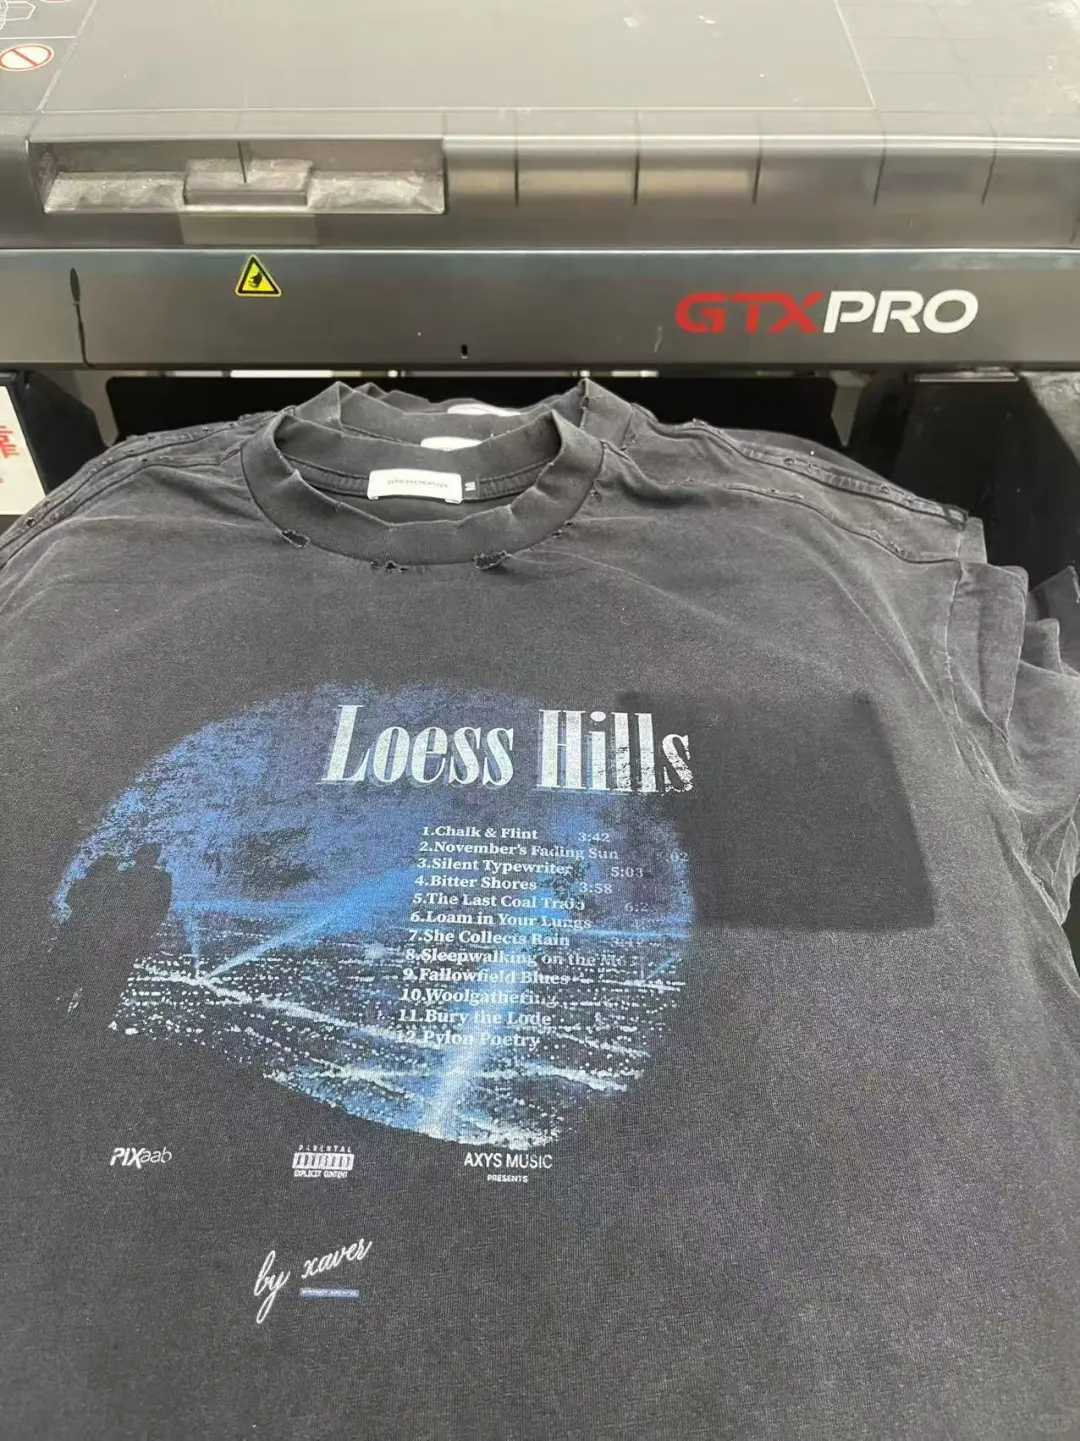 GTXPRO
M
Loess Hills
1.Chalk & Flint 3:42
2.November's Fading Sun
3.Silent Typewriter 5:03
4.Bitter Shores 3:58
5.The Last Coal Train
6.Loam in Your Lungs
7.She Collects Rain
8.Sleepwalking on the
9.Fallowfield Blues
10.Woolgathering
11.Bury the Lode
12.Pylon Poetry
PIXaab
PARENTAL
ADVISORY
EXPLICIT CONTENT
AXYS MUSIC
PRESENTS
by xaver